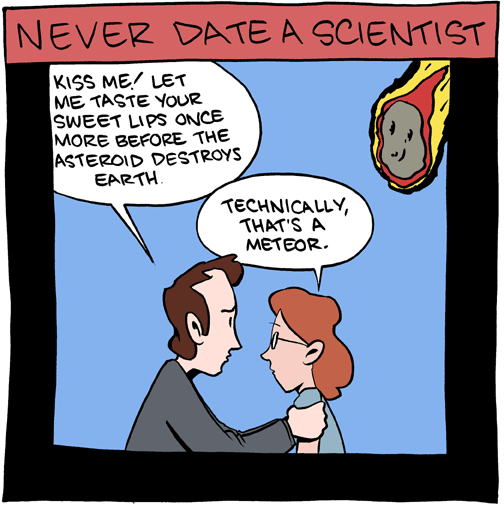 NEVER DATE A SCIENTIST
KISS ME! LET
ME TASTE YOUR
SWEET LIPS ONCE
MORE BEFORE THE
ASTEROID DESTROYS
EARTH.
TECHNICALLY,
THAT'S A
METEOR.